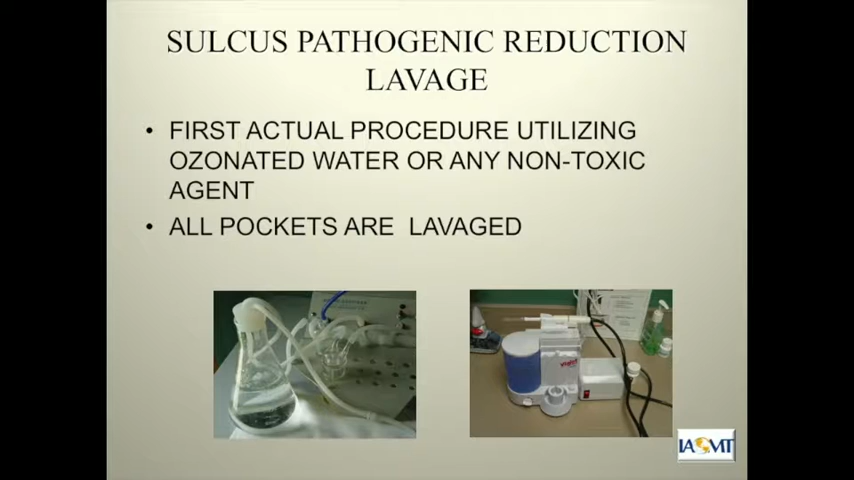 SULCUS PATHOGENIC REDUCTION
LAVAGE
• FIRST ACTUAL PROCEDURE UTILIZING
OZONATED WATER OR ANY NON-TOXIC
AGENT
• ALL POCKETS ARE LAVAGED
IAOMT